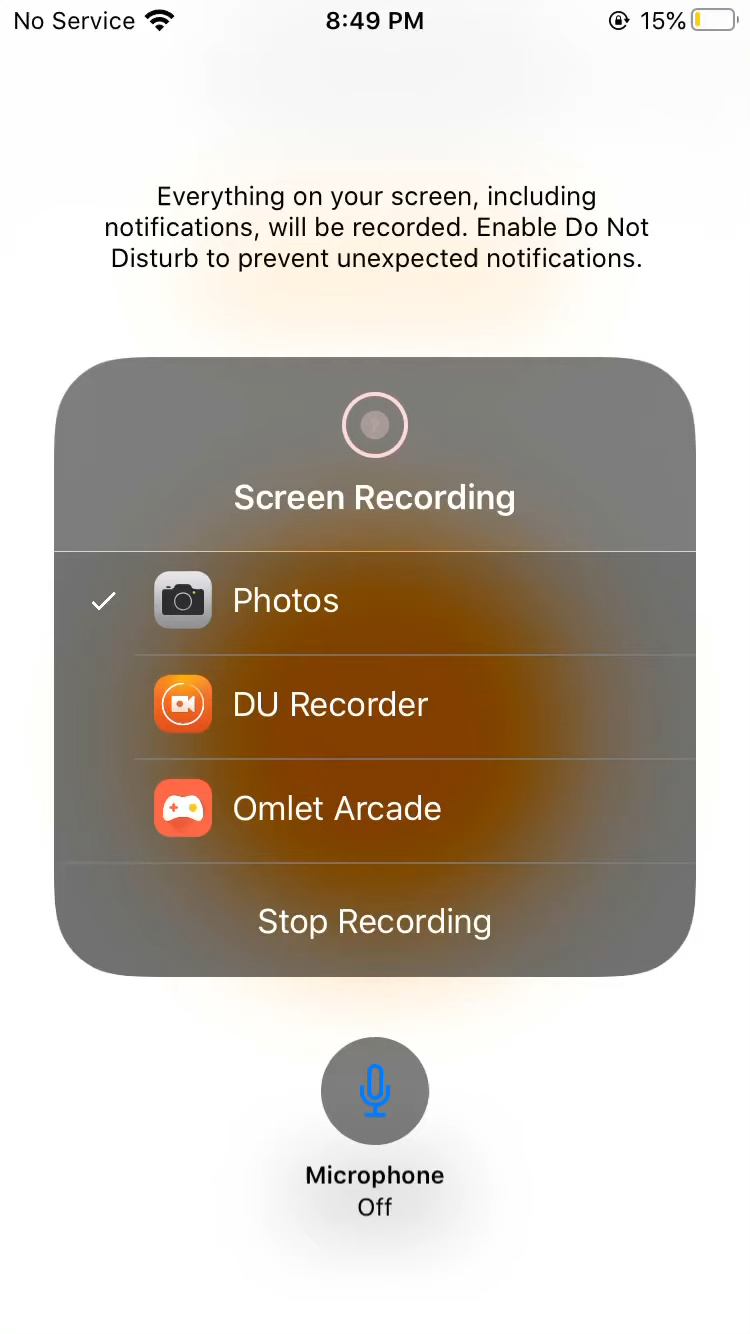 No Service 8:49 PM 15%
Everything on your screen, including
notifications, will be recorded. Enable Do Not
Disturb to prevent unexpected notifications.
Screen Recording
Photos
DU Recorder
Omlet Arcade
Stop Recording
Microphone
Off